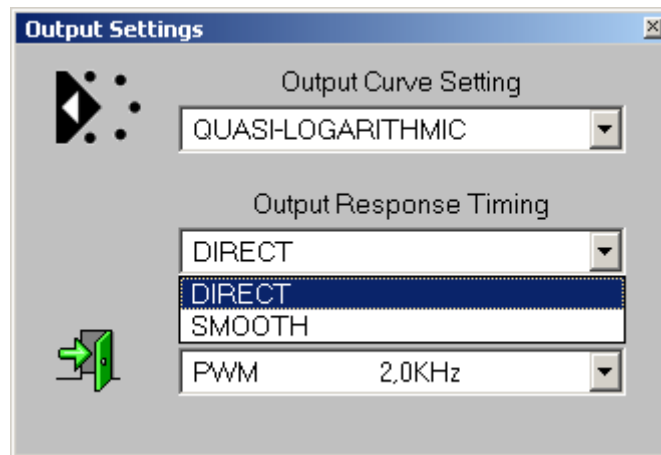 Output Settings
Output Curve Setting
QUASI-LOGARITHMIC
Output Response Timing
DIRECT
DIRECT
SMOOTH
PWM 2,0KHz